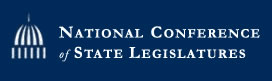 NATIONAL CONFERENCE
of STATE LEGISLATURES